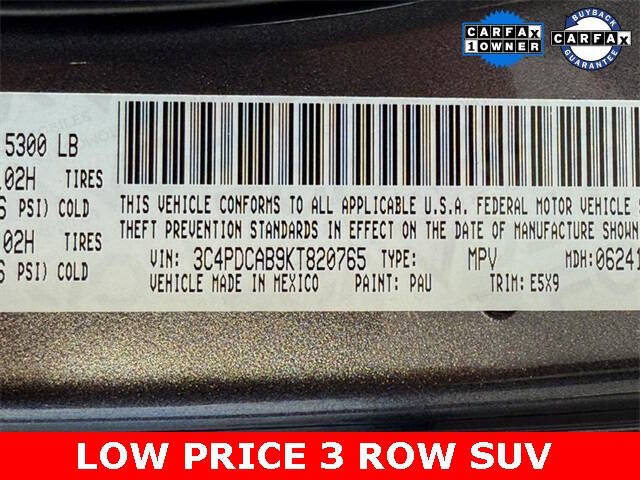 CARFAX
1 OWNER
BUYBACK
CARFAX
GUARANTEE
5300 LB
.02H TIRES
PSI) COLD
.02H TIRES
PSI) COLD
THIS VEHICLE CONFORMS TO ALL APPLICABLE U.S.A. FEDERAL MOTOR VEHICLE S
THEFT PREVENTION STANDARDS IN EFFECT ON THE DATE OF MANUFACTURE SHOWN
VIN: 3C4PDCAB9KT820765 TYPE: MPV MDH:06241
VEHICLE MADE IN MEXICO PAINT: PAU TRIM: E5X9
LOW PRICE 3 ROW SUV